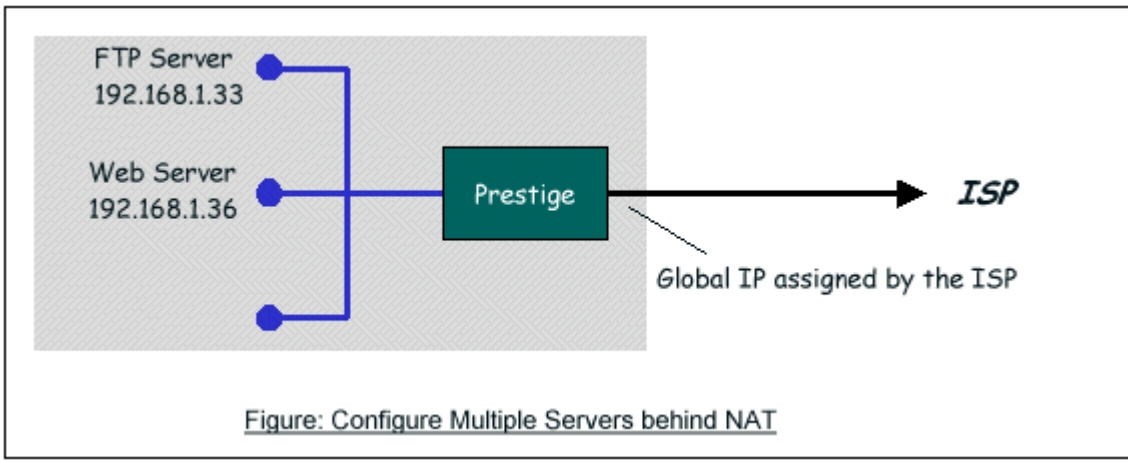 FTP Server
192.168.1.33
Web Server
192.168.1.36
Prestige
ISP
Global IP assigned by the ISP
Figure: Configure Multiple Servers behind NAT